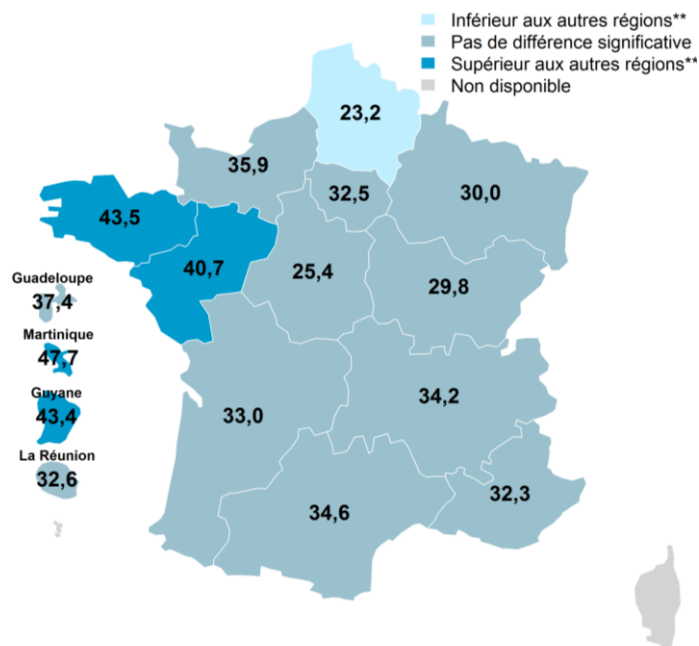 Inférieur aux autres régions**
Pas de différence significative
Supérieur aux autres régions**
Non disponible
23,2
35,9
32,5
30,0
43,5
40,7
25,4
29,8
Guadeloupe
37,4
Martinique
47,7
Guyane
43,4
La Réunion
32,6
33,0
34,2
34,6
32,3